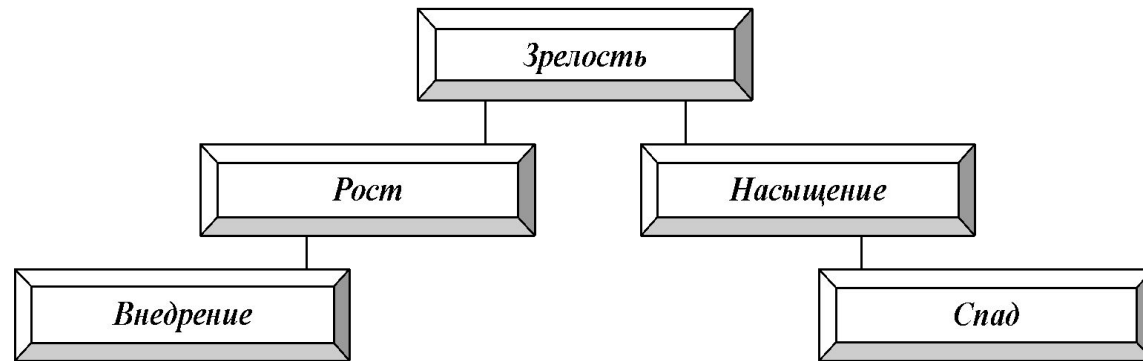 Зрелость
Рост
Насыщение
Внедрение
Спад